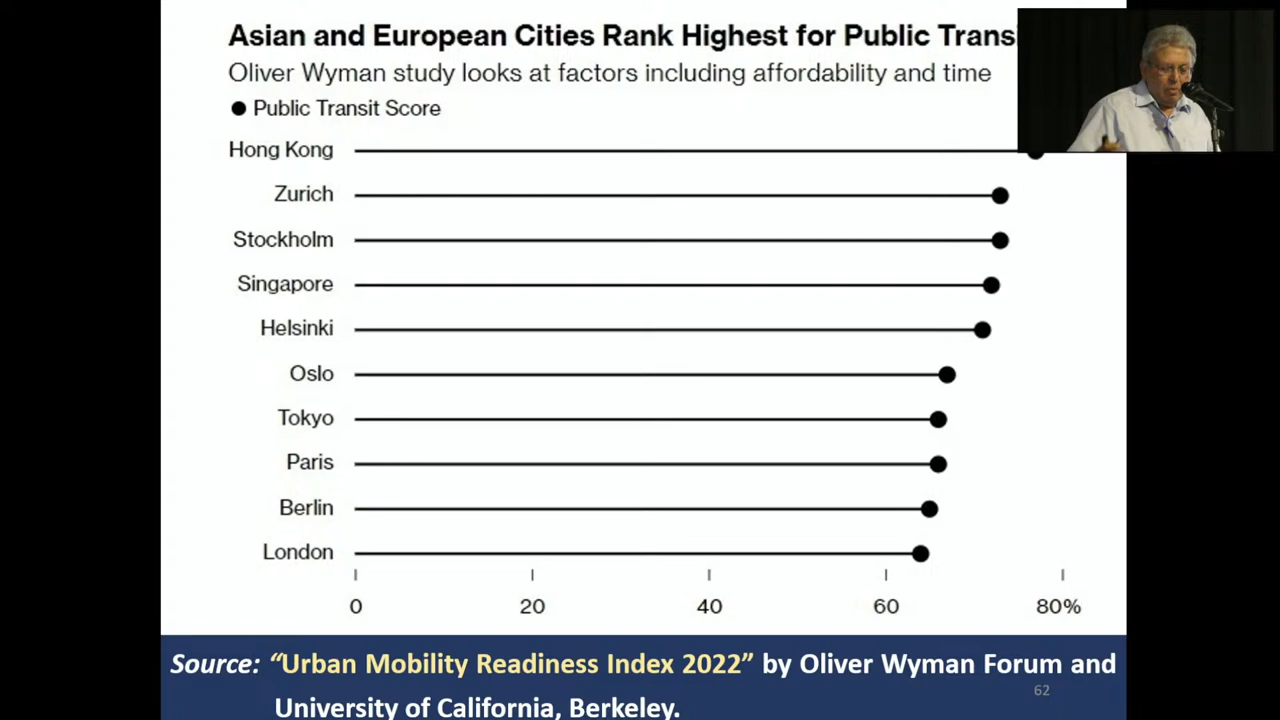 Asian and European Cities Rank Highest for Public
Oliver Wyman study looks at factors including affordability and time
Public Transit Score
Hong Kong
Zurich
Stockholm
Singapore
Helsinki
Oslo
Tokyo
Paris
Berlin
London
0 20 40 60 80%
Source: “Urban Mobility Readiness Index 2022” by Oliver Wyman Forum and
62
University of California, Berkeley.